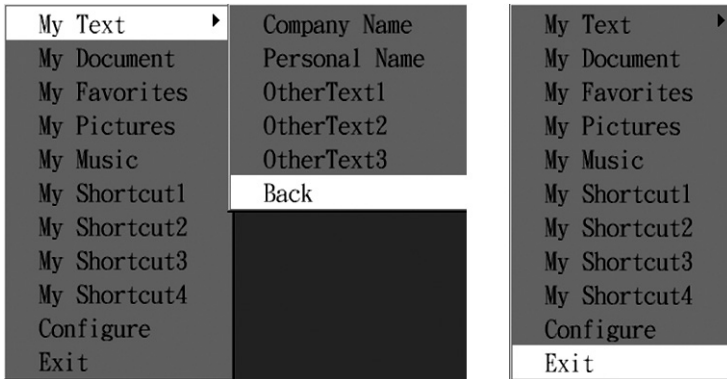 My Text
My Document
My Favorites
My Pictures
My Music
My Shortcut1
My Shortcut2
My Shortcut3
My Shortcut4
Configure
Exit
Company Name
Personal Name
OtherText1
OtherText2
OtherText3
Back
My Text
My Document
My Favorites
My Pictures
My Music
My Shortcut1
My Shortcut2
My Shortcut3
My Shortcut4
Configure
Exit